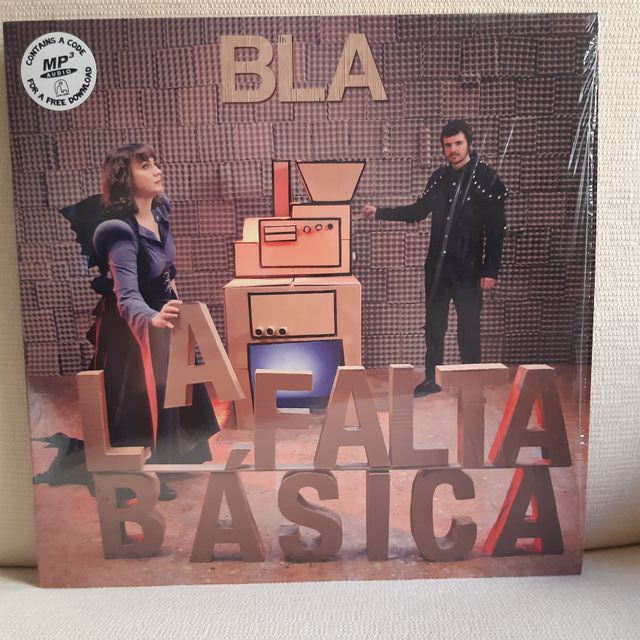 CONTAINS A CODE
MP3
AUDIO
FOR A FREE DOWNLOAD
BLA
LA FALTA
BÁSICA